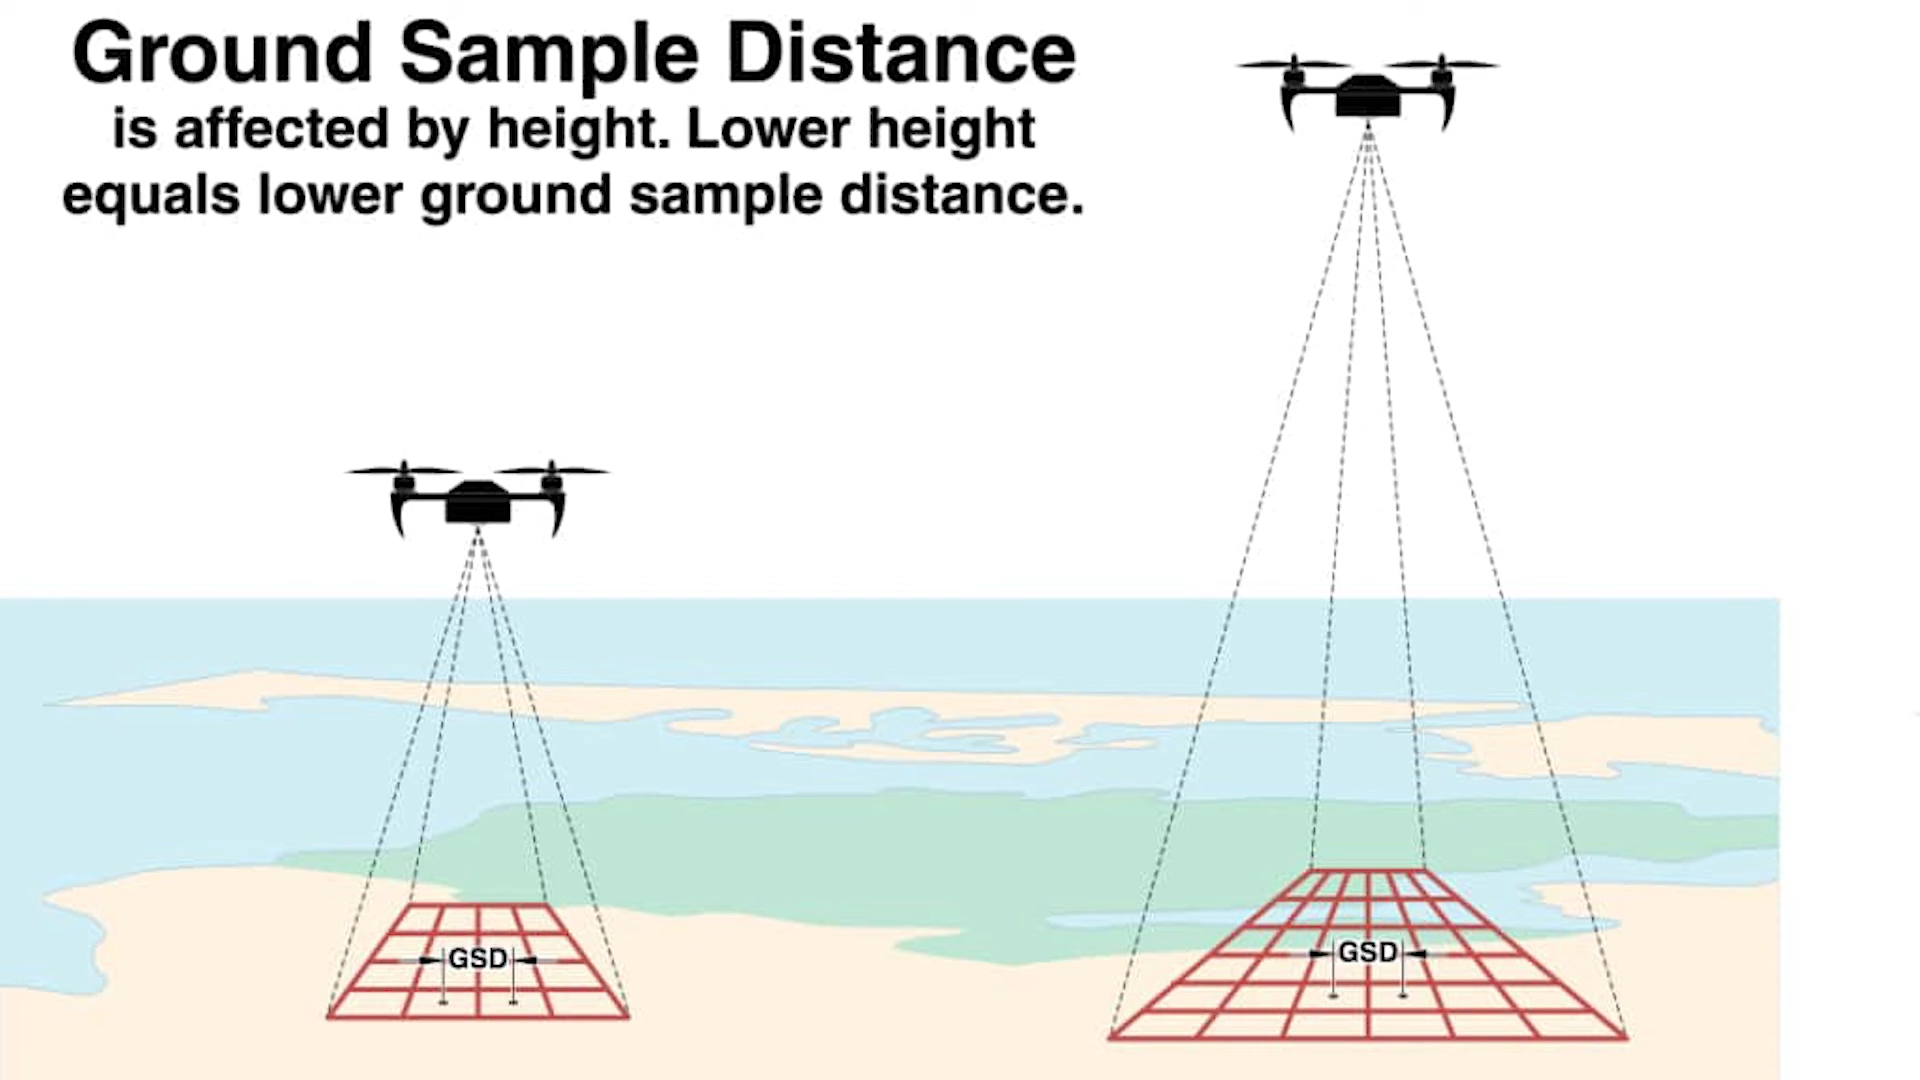 Ground Sample Distance
is affected by height. Lower height
equals lower ground sample distance.
GSD
GSD